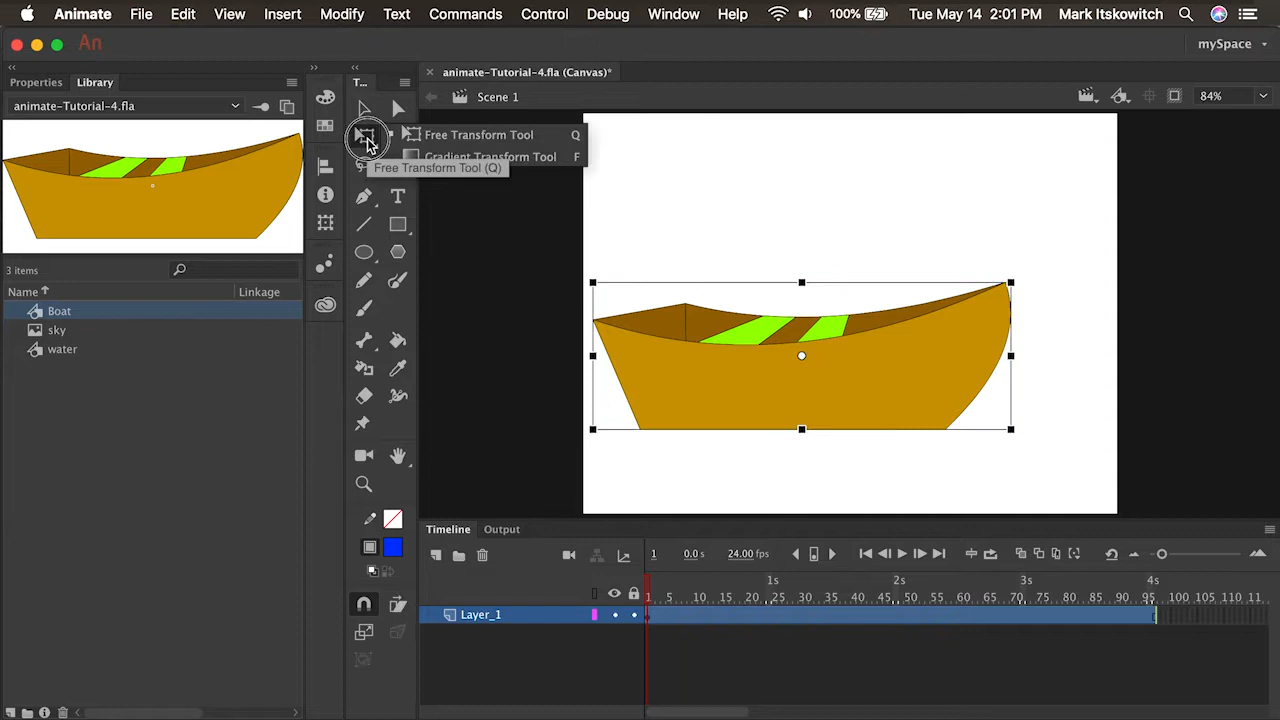 Animate File Edit View Insert Modify Text Commands Control Debug Window Help 100% Tue May 14 2:01 PM Mark Itskowitch
An mySpace
Properties Library T...
animate-Tutorial-4.fla (Canvas)*
animate-Tutorial-4.fla
Scene 1 84%
Free Transform Tool Q
Gradient Transform Tool F
Free Transform Tool (Q)
T
3 items
Name Linkage
Boat
sky
water
Timeline Output
1 0.0 s 24.00 fps
1s 2s 3s 4s
1 5 10 15 20 25 30 35 40 45 50 55 60 65 70 75 80 85 90 95 100 105 110 11
Layer_1